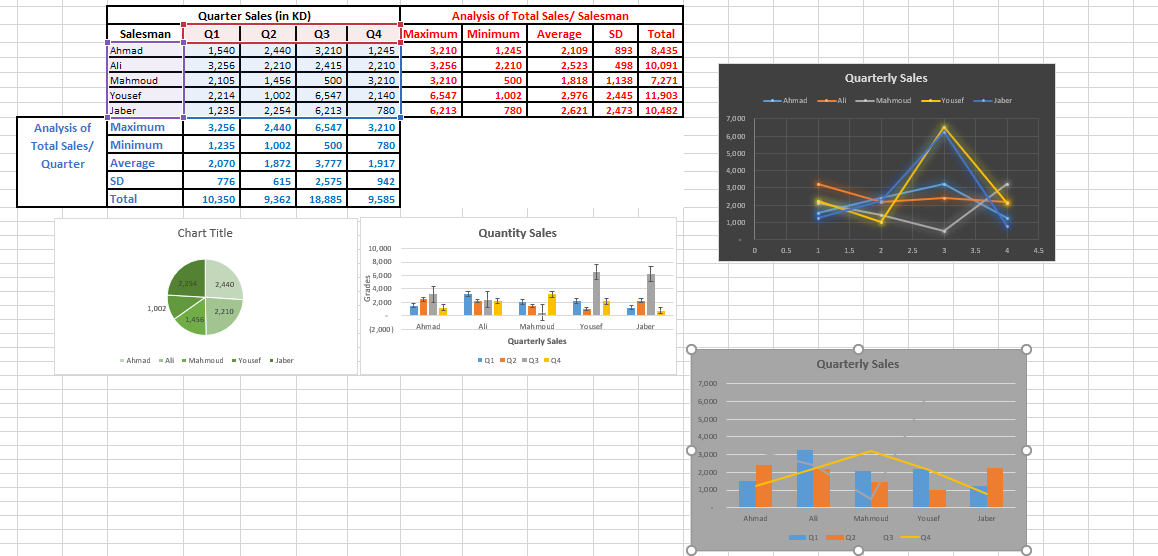 Quarter Sales (in KD) Analysis of Total Sales/ Salesman
Salesman Q1 Q2 Q3 Q4 Maximum Minimum Average SD Total
Ahmad 1,540 2,440 3,210 1,245 3,210 1,245 2,109 893 8,435
Ali 3,256 2,210 2,415 2,210 3,256 2,210 2,523 498 10,091
Mahmoud 2,105 1,456 500 3,210 3,210 500 1,818 1,138 7,271
Yousef 2,214 1,002 6,547 2,140 6,547 1,002 2,976 2,445 11,903
Jaber 1,235 2,254 6,213 780 6,213 780 2,621 2,473 10,482
Analysis of
Total Sales/
Quarter
Maximum 3,256 2,440 6,547 3,210
Minimum 1,235 1,002 500 780
Average 2,070 1,872 3,777 1,917
SD 776 615 2,575 942
Total 10,350 9,362 18,885 9,585
Quarterly Sales
Ahmad Ali Mahmoud Yousef Jaber
7,000
6,000
5,000
4,000
3,000
2,000
1,000
-
0 0.5 1 1.5 2 2.5 3 3.5 4 4.5
Chart Title
2,254 2,440
1,002 2,210
1,456
Ahmad Ali Mahmoud Yousef Jaber
Quantity Sales
Grades
10,000
8,000
6,000
4,000
2,000
-
(2,000)
Ahmad Ali Mahmoud Yousef Jaber
Quarterly Sales
Q1 Q2 Q3 Q4
Quarterly Sales
7,000
6,000
5,000
4,000
3,000
2,000
1,000
-
Ahmad Ali Mahmoud Yousef Jaber
Q1 Q2 Q3 Q4